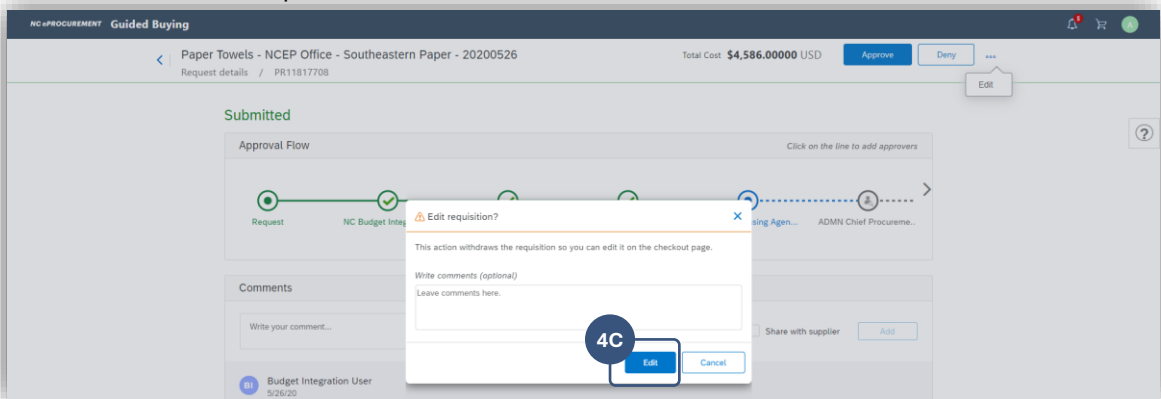 NC ePROCUREMENT Guided Buying
Paper Towels - NCEP Office - Southeastern Paper - 20200526
Total Cost $4,586.00000 USD
Approve
Deny
...
Request details / PR11817708
Edit
Submitted
?
Approval Flow
Click on the line to add approvers
Request
NC Budget Integ
sing Agen...
ADMN Chief Procureme..
Edit requisition?
This action withdraws the requisition so you can edit it on the checkout page.
Write comments (optional)
Leave comments here.
Comments
Write your comment...
Share with supplier
Add
4C
Edit
Cancel
BI
Budget Integration User
5/26/20